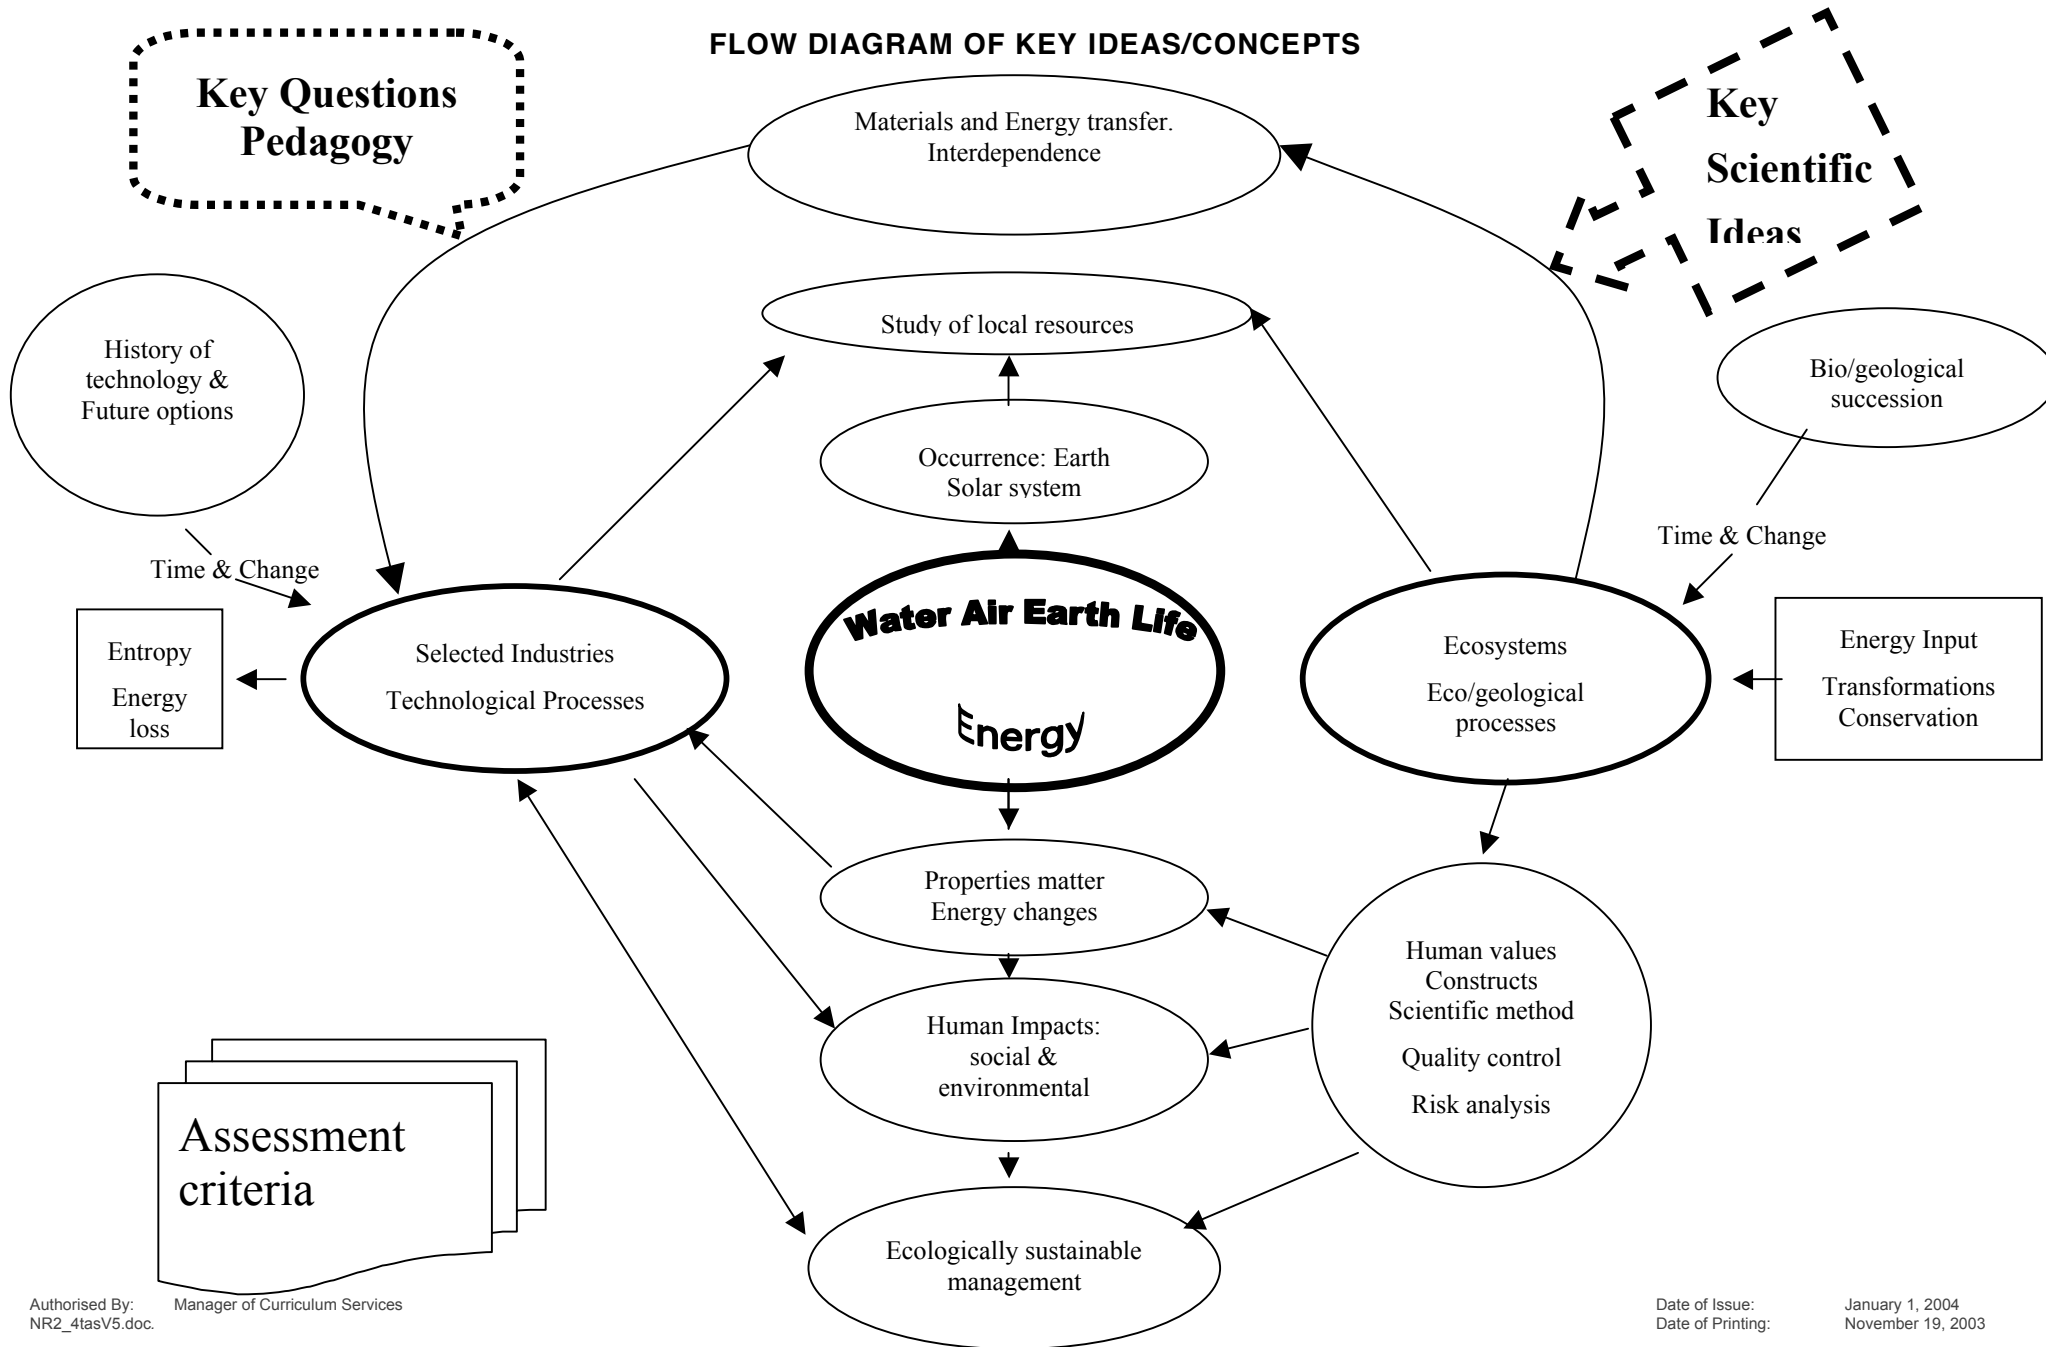 FLOW DIAGRAM OF KEY IDEAS/CONCEPTS
Key Questions
Pedagogy
Materials and Energy transfer.
Interdependence
Key
Scientific
Ideas
Study of local resources
History of
technology &
Future options
Bio/geological
succession
Occurrence: Earth
Solar system
Time & Change
Time & Change
Entropy
Energy
loss
Selected Industries
Technological Processes
Water Air Earth Life
Energy
Ecosystems
Eco/geological
processes
Energy Input
Transformations
Conservation
Properties matter
Energy changes
Human values
Constructs
Scientific method
Quality control
Risk analysis
Human Impacts:
social &
environmental
Assessment
criteria
Ecologically sustainable
management
Authorised By: Manager of Curriculum Services
NR2_4tasV5.doc.
Date of Issue: January 1, 2004
Date of Printing: November 19, 2003